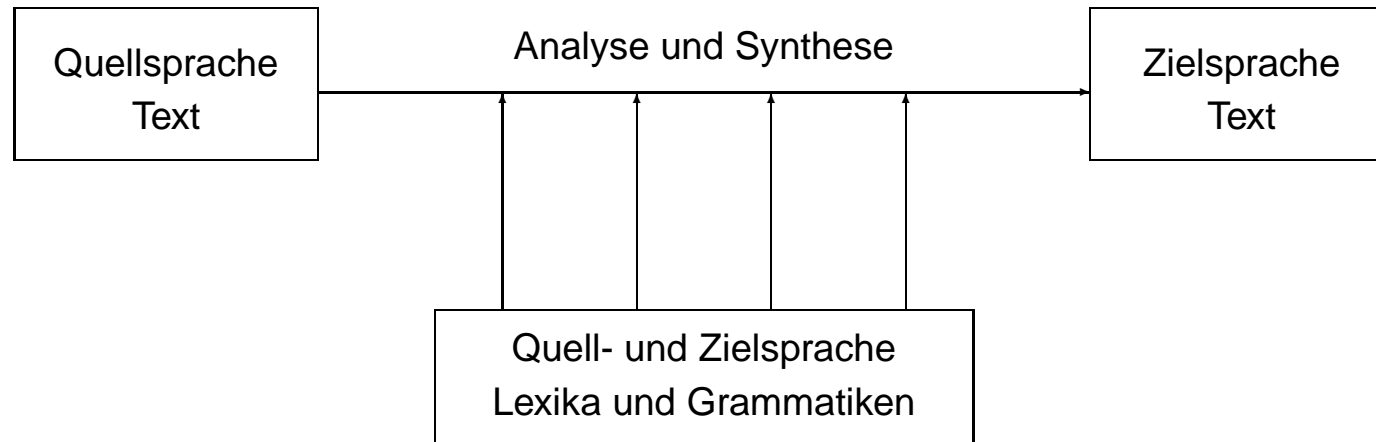 Quellsprache
Text
Analyse und Synthese
Zielsprache
Text
Quell- und Zielsprache
Lexika und Grammatiken